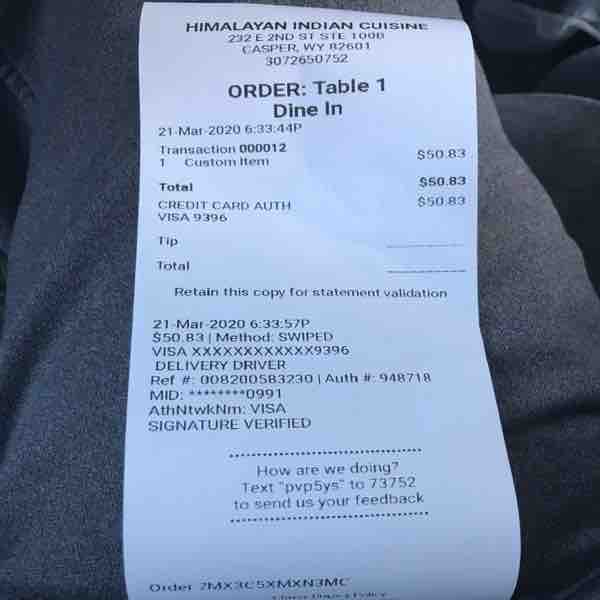 HIMALAYAN INDIAN CUISINE
232 E 2ND ST STE 100B
CASPER, WY 82601
3072650752
ORDER: Table 1
Dine In
21-Mar-2020 6:33:44P
Transaction 000012
1 Custom Item $50.83
Total $50.83
CREDIT CARD AUTH $50.83
VISA 9396
Tip
Total
Retain this copy for statement validation
21-Mar-2020 6:33:57P
$50.83 | Method: SWIPED
VISA XXXXXXXXXXXX9396
DELIVERY DRIVER
Ref #: 008200583230 | Auth #: 948718
MID: ********0991
AthNtwkNm: VISA
SIGNATURE VERIFIED
How are we doing?
Text "pvp5ys" to 73752
to send us your feedback
Order 7MX3C5XMXN3MC